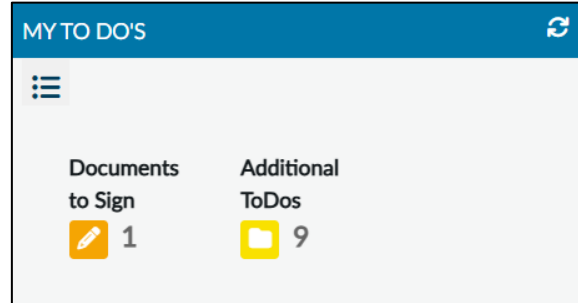 MY TO DO'S
Documents
to Sign
1
Additional
ToDos
9